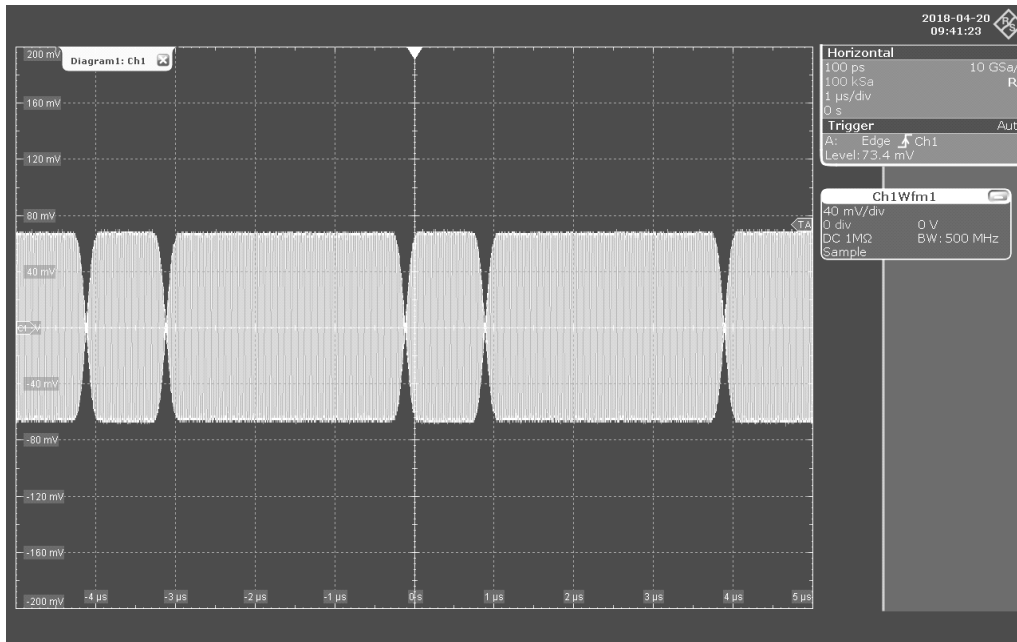 2018-04-20
09:41:23
R&S
Diagram1: Ch1
200 mV
160 mV
120 mV
80 mV
40 mV
-40 mV
-80 mV
-120 mV
-160 mV
-200 mV
-4 µs -3 µs -2 µs -1 µs 0 s 1 µs 2 µs 3 µs 4 µs 5 µs
TA
Horizontal
100 ps 10 GSa/
100 kSa R
1 µs/div
0 s
Trigger Aut
A: Edge Ch1
Level: 73.4 mV
Ch1Wfm1
40 mV/div
0 div 0 V
DC 1MΩ BW: 500 MHz
Sample